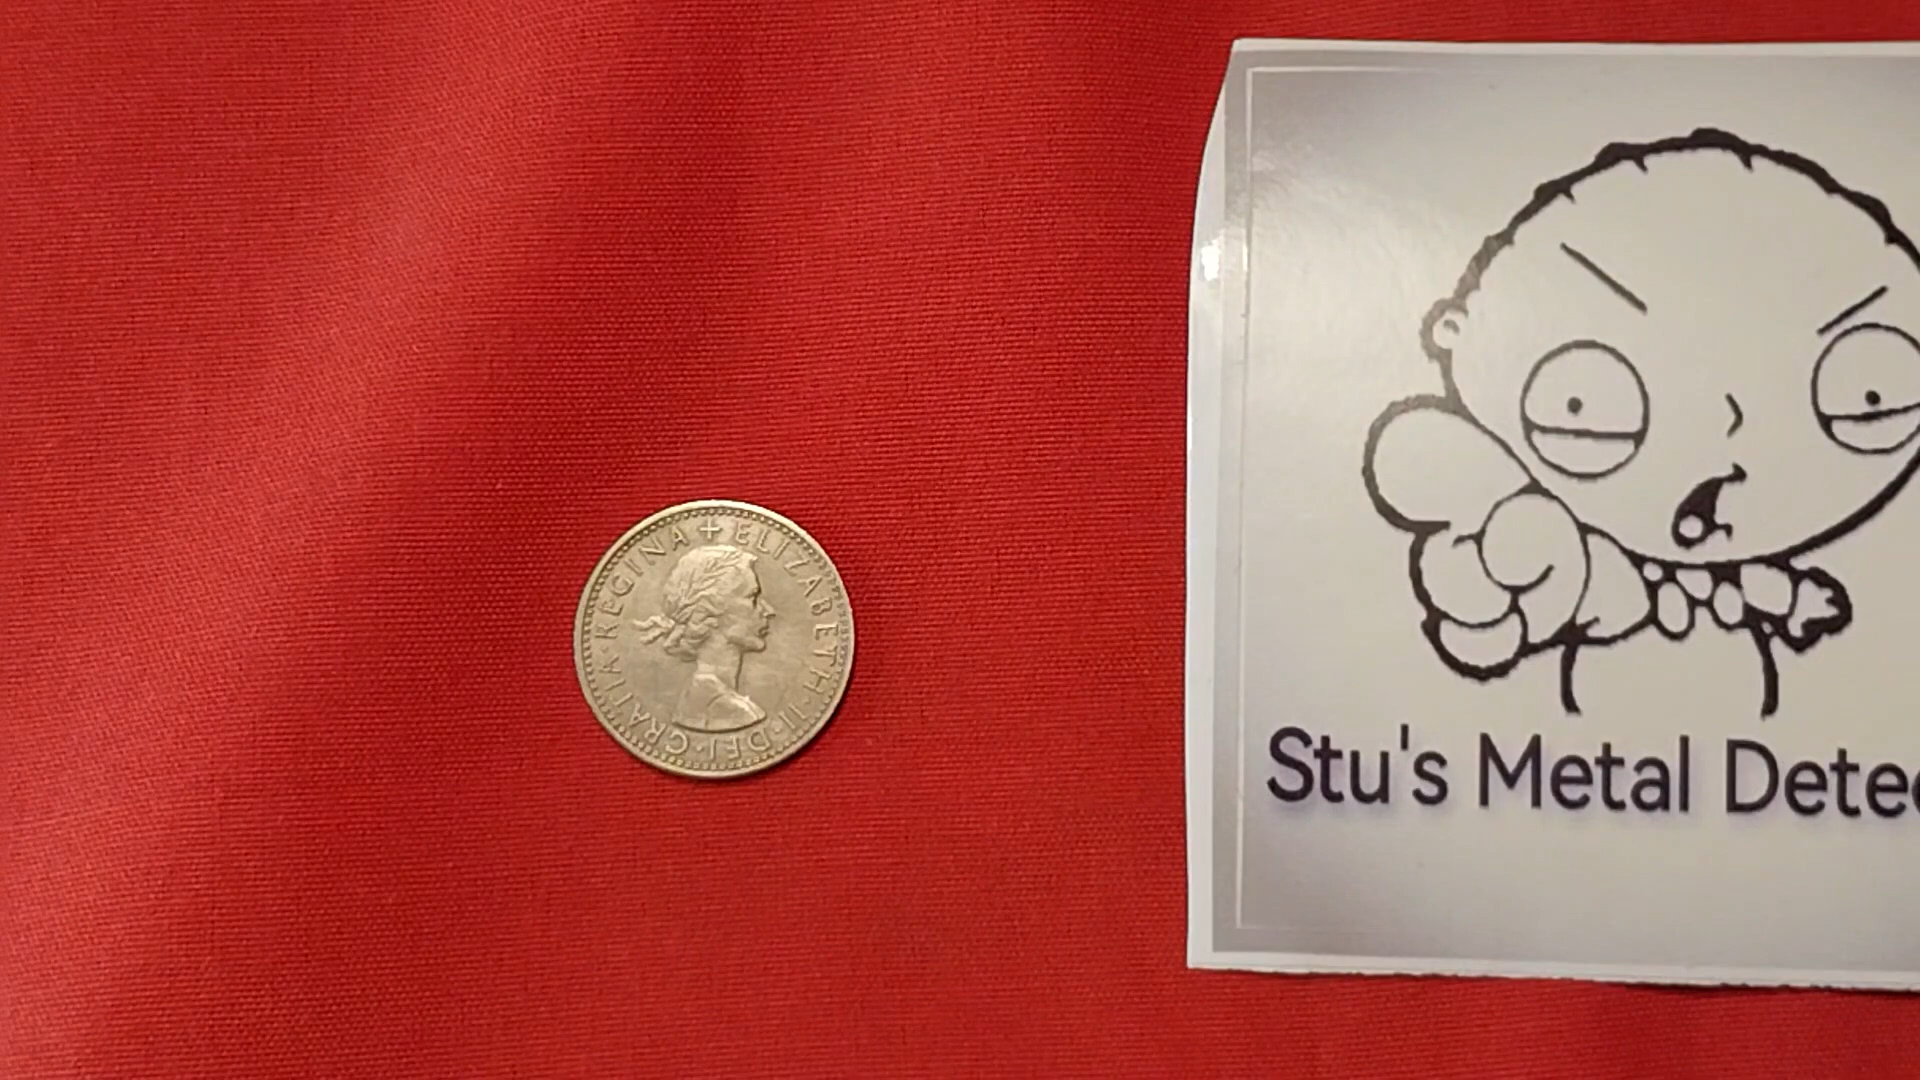 + ELIZABETH · II · DEI · GRATIA · REGINA
Stu's Metal Detec